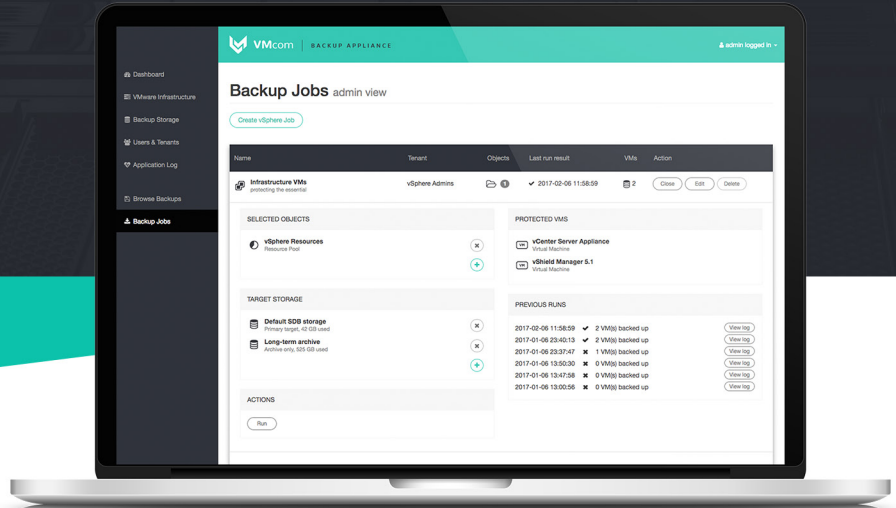 VMcom | BACKUP APPLIANCE
admin logged in
Dashboard
VMware Infrastructure
Backup Storage
Users & Tenants
Application Log
Browse Backups
Backup Jobs
Backup Jobs admin view
Create vSphere Job
Name Tenant Objects Last run result VMs Action
Infrastructure VMs vSphere Admins 1 2017-02-06 11:58:59 2 Close Edit Delete
protecting the essential
SELECTED OBJECTS
vSphere Resources
Resource Pool
TARGET STORAGE
Default SDB storage
Primary target, 42 GB used
Long-term archive
Archive only, 525 GB used
ACTIONS
Run
PROTECTED VMS
VM vCenter Server Appliance
Virtual Machine
VM vShield Manager 5.1
Virtual Machine
PREVIOUS RUNS
2017-02-06 11:58:59 2 VM(s) backed up View log
2017-01-06 23:40:13 2 VM(s) backed up View log
2017-01-06 23:37:47 1 VM(s) backed up View log
2017-01-06 13:50:30 0 VM(s) backed up View log
2017-01-06 13:47:58 0 VM(s) backed up View log
2017-01-06 13:00:56 0 VM(s) backed up View log